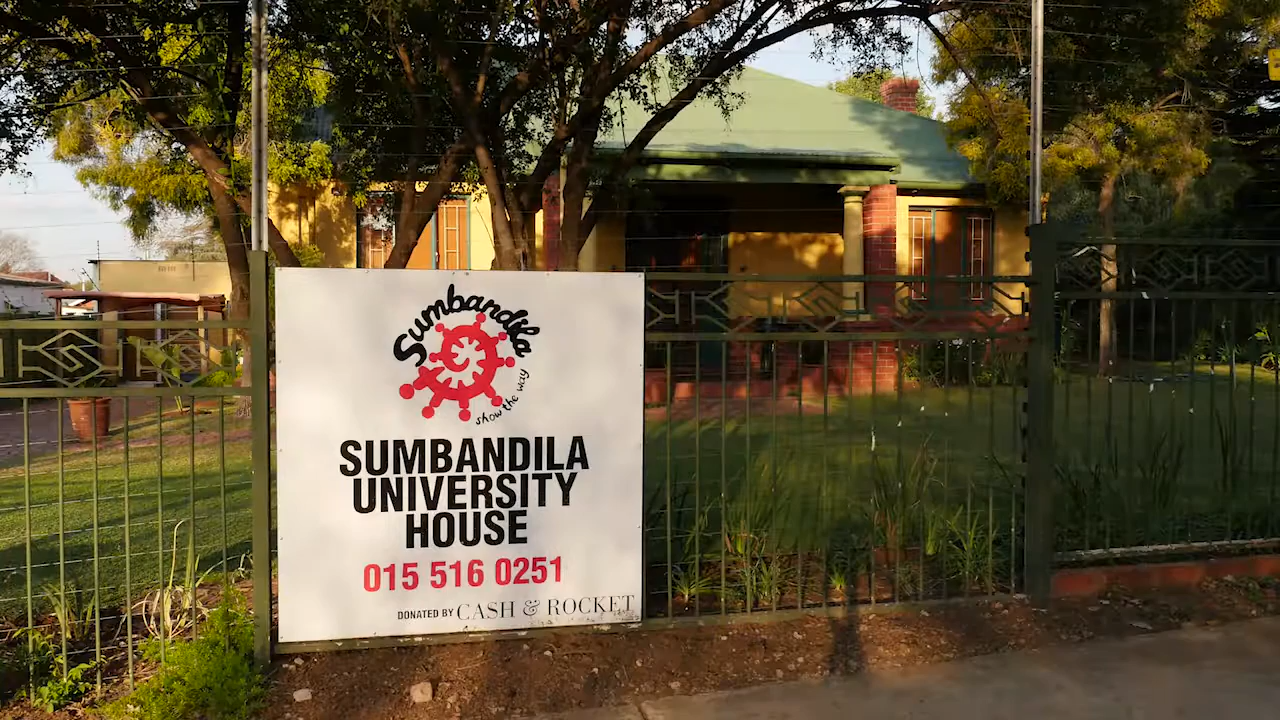 Sumbandila
show the way
SUMBANDILA
UNIVERSITY
HOUSE
015 516 0251
DONATED BY CASH & ROCKET